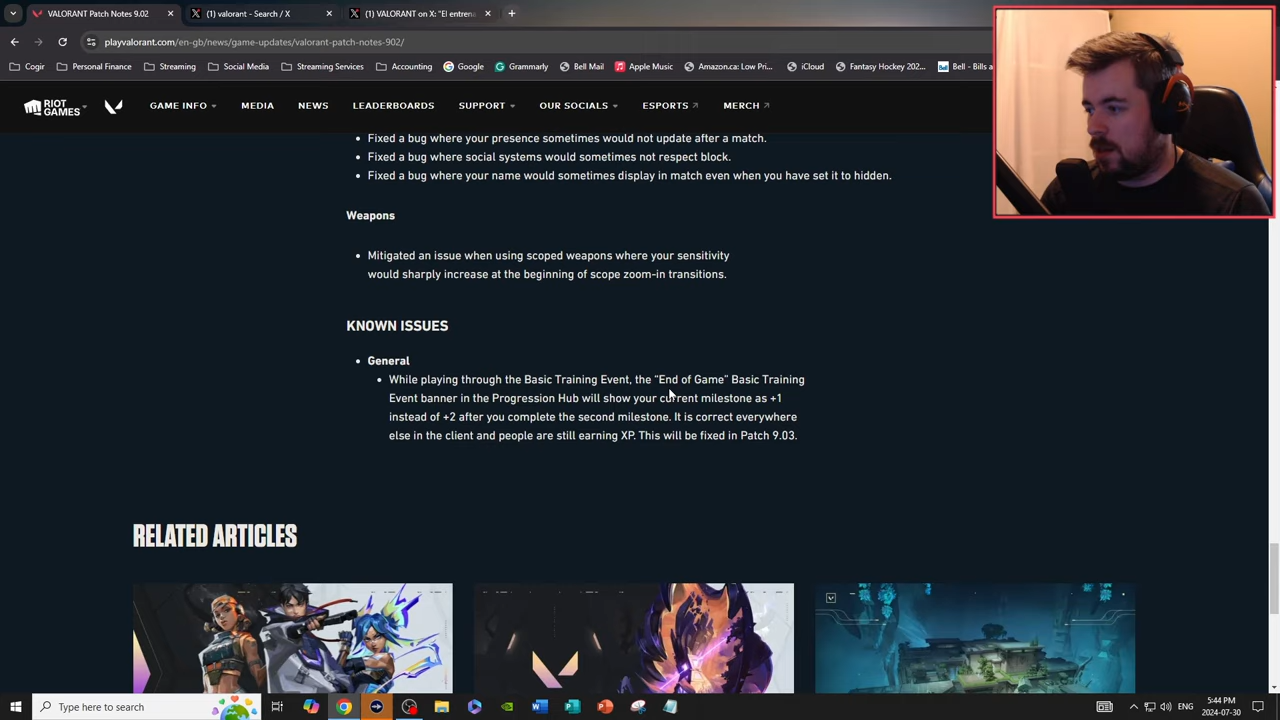 VALORANT Patch Notes 9.02
(1) valorant - Search / X
(1) VALORANT on X: "El entrena
playvalorant.com/en-gb/news/game-updates/valorant-patch-notes-902/
Cogir
Personal Finance
Streaming
Social Media
Streaming Services
Accounting
Google
Grammarly
Bell Mail
Apple Music
Amazon.ca: Low Pri...
iCloud
Fantasy Hockey 202...
Bell - Bills a
RIOT GAMES
GAME INFO
MEDIA
NEWS
LEADERBOARDS
SUPPORT
OUR SOCIALS
ESPORTS
MERCH
Fixed a bug where your presence sometimes would not update after a match.
Fixed a bug where social systems would sometimes not respect block.
Fixed a bug where your name would sometimes display in match even when you have set it to hidden.
Weapons
Mitigated an issue when using scoped weapons where your sensitivity
would sharply increase at the beginning of scope zoom-in transitions.
KNOWN ISSUES
General
While playing through the Basic Training Event, the “End of Game” Basic Training
Event banner in the Progression Hub will show your current milestone as +1
instead of +2 after you complete the second milestone. It is correct everywhere
else in the client and people are still earning XP. This will be fixed in Patch 9.03.
RELATED ARTICLES
Type here to search
ENG
5:44 PM
2024-07-30